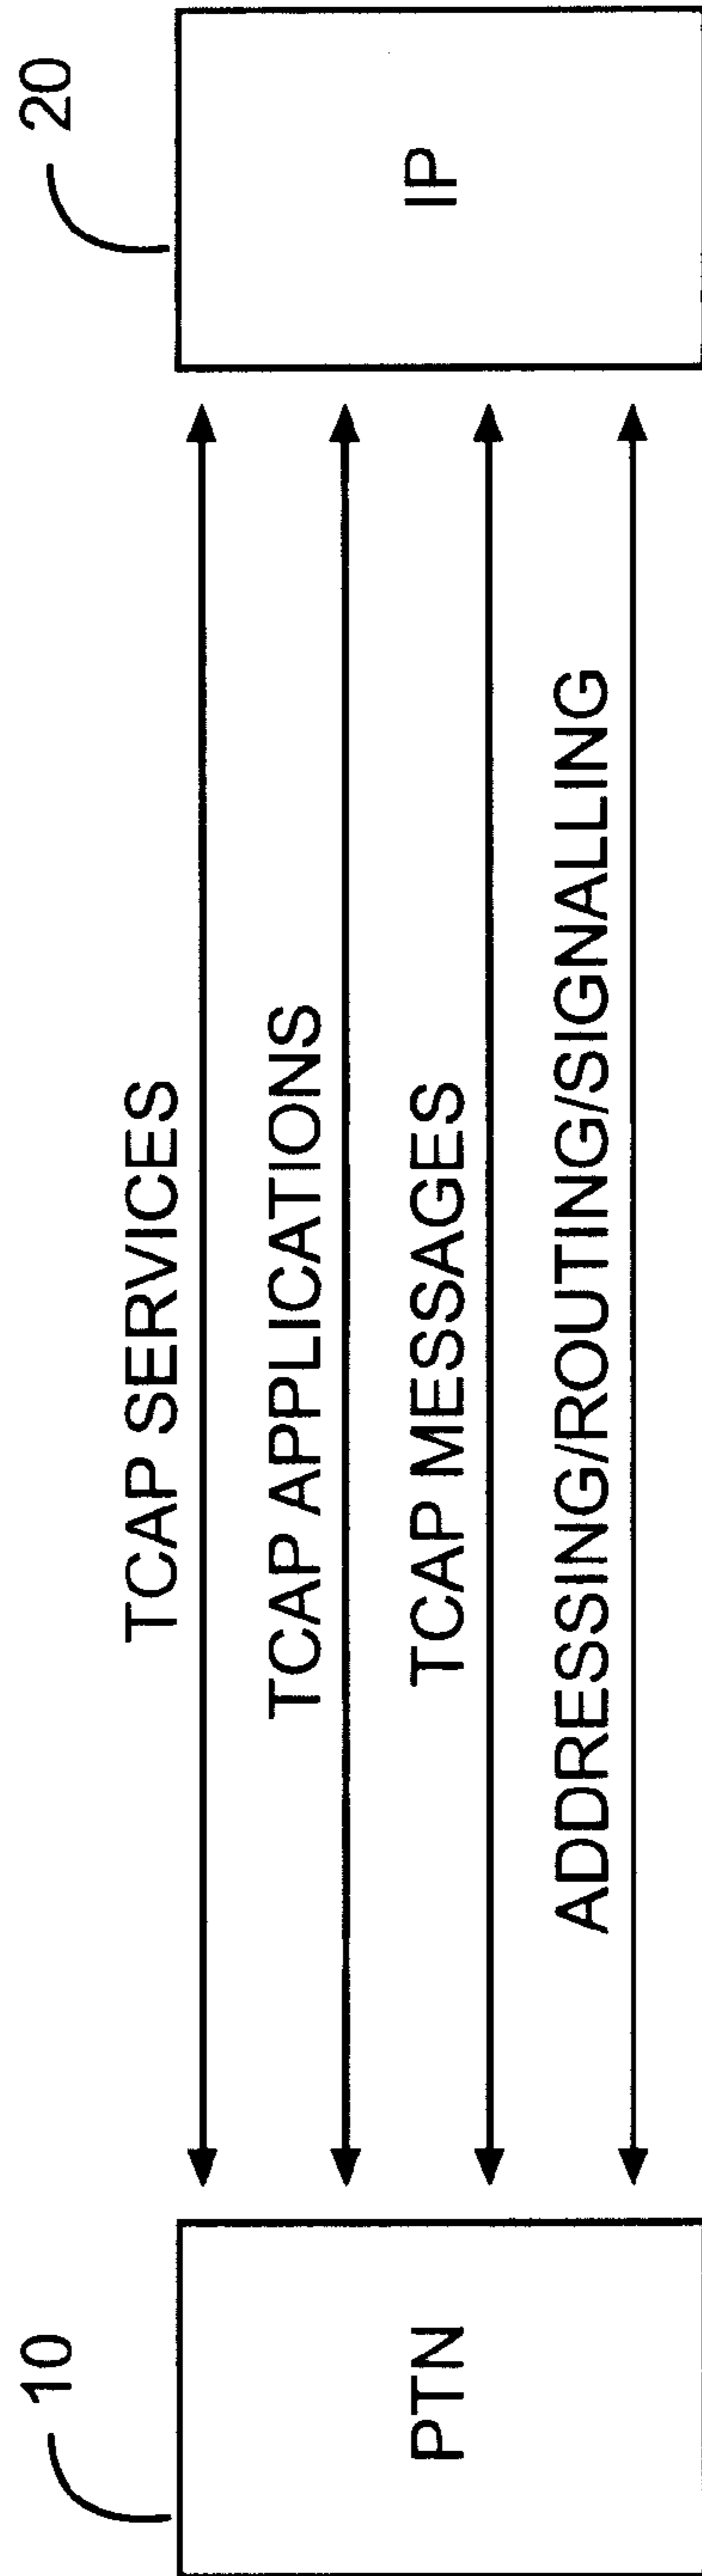 10
20
PTN
TCAP SERVICES
TCAP APPLICATIONS
TCAP MESSAGES
ADDRESSING/ROUTING/SIGNALLING
IP